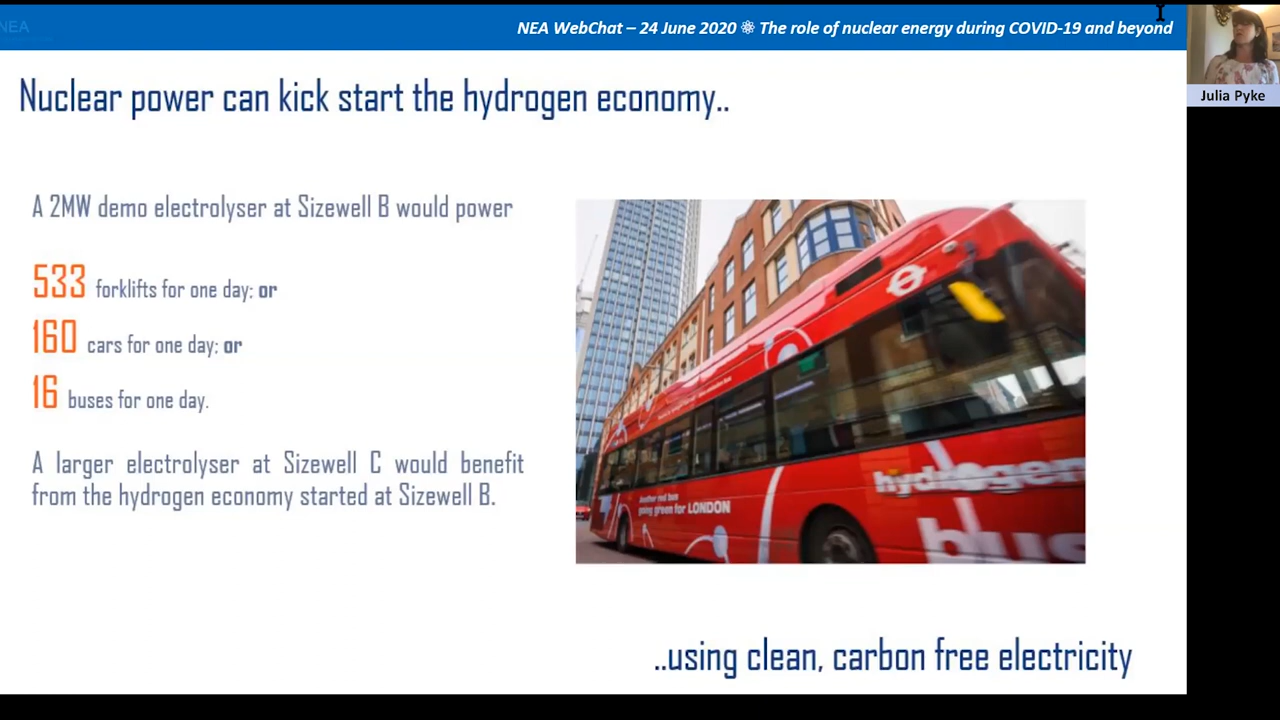 NEA
NEA WebChat – 24 June 2020 ⚛ The role of nuclear energy during COVID-19 and beyond
Julia Pyke
Nuclear power can kick start the hydrogen economy..
A 2MW demo electrolyser at Sizewell B would power
533 forklifts for one day; or
160 cars for one day; or
16 buses for one day.
A larger electrolyser at Sizewell C would benefit
from the hydrogen economy started at Sizewell B.
Another red bus
going green for LONDON
hydrogen
bus
..using clean, carbon free electricity